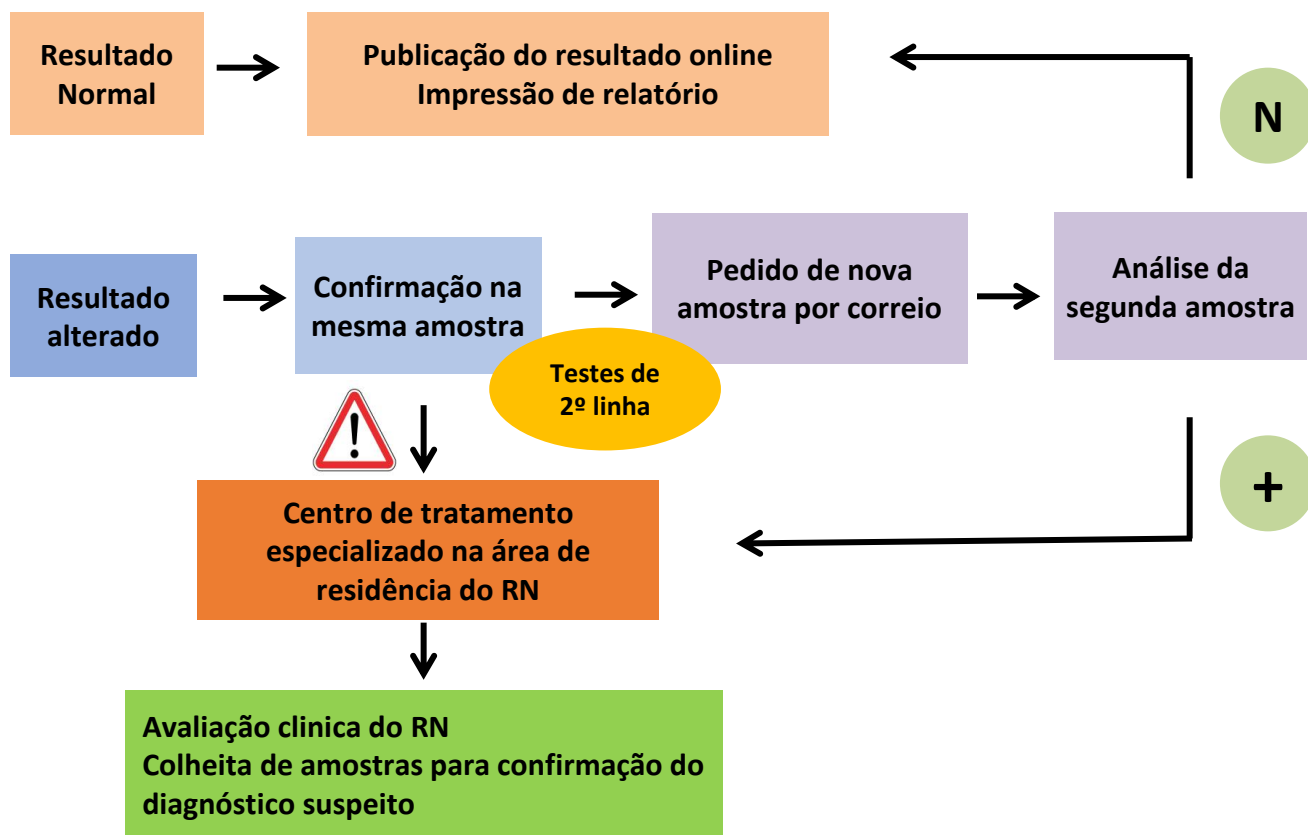 Resultado
Normal
Publicação do resultado online
Impressão de relatório
N
Resultado
alterado
Confirmação na
mesma amostra
Testes de
2º linha
Pedido de nova
amostra por correio
Análise da
segunda amostra
!
Centro de tratamento
especializado na área de
residência do RN
+
Avaliação clinica do RN
Colheita de amostras para confirmação do
diagnóstico suspeito